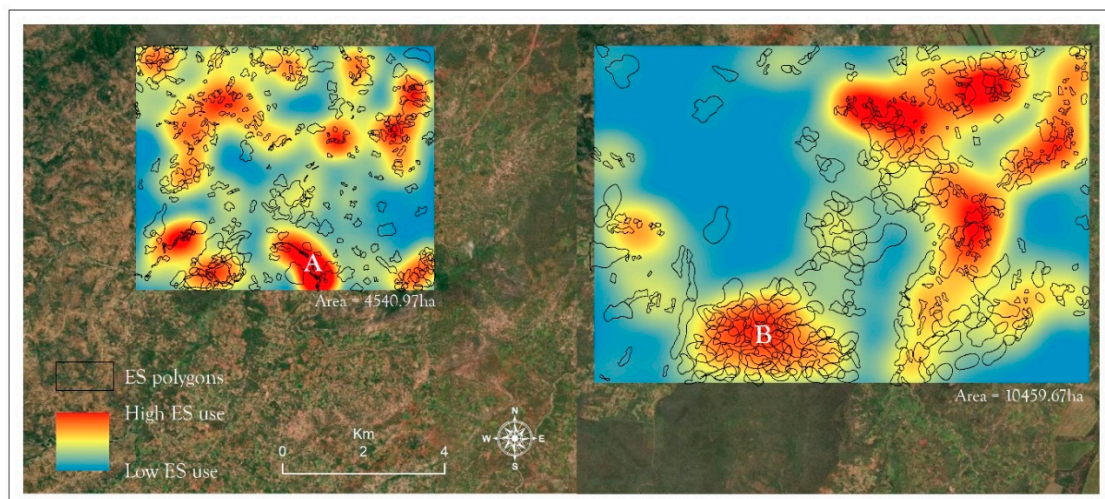 A
B
Area = 4540.97ha
Area = 10459.67ha
ES polygons
High ES use
Low ES use
Km
0 2 4
N
W E
S